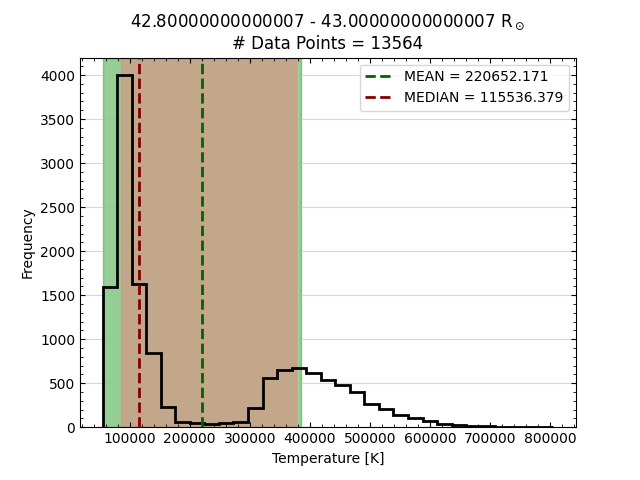 42.80000000000007 - 43.00000000000007 R⊙
# Data Points = 13564
MEAN = 220652.171
MEDIAN = 115536.379
Frequency
4000
3500
3000
2500
2000
1500
1000
500
0
100000 200000 300000 400000 500000 600000 700000 800000
Temperature [K]